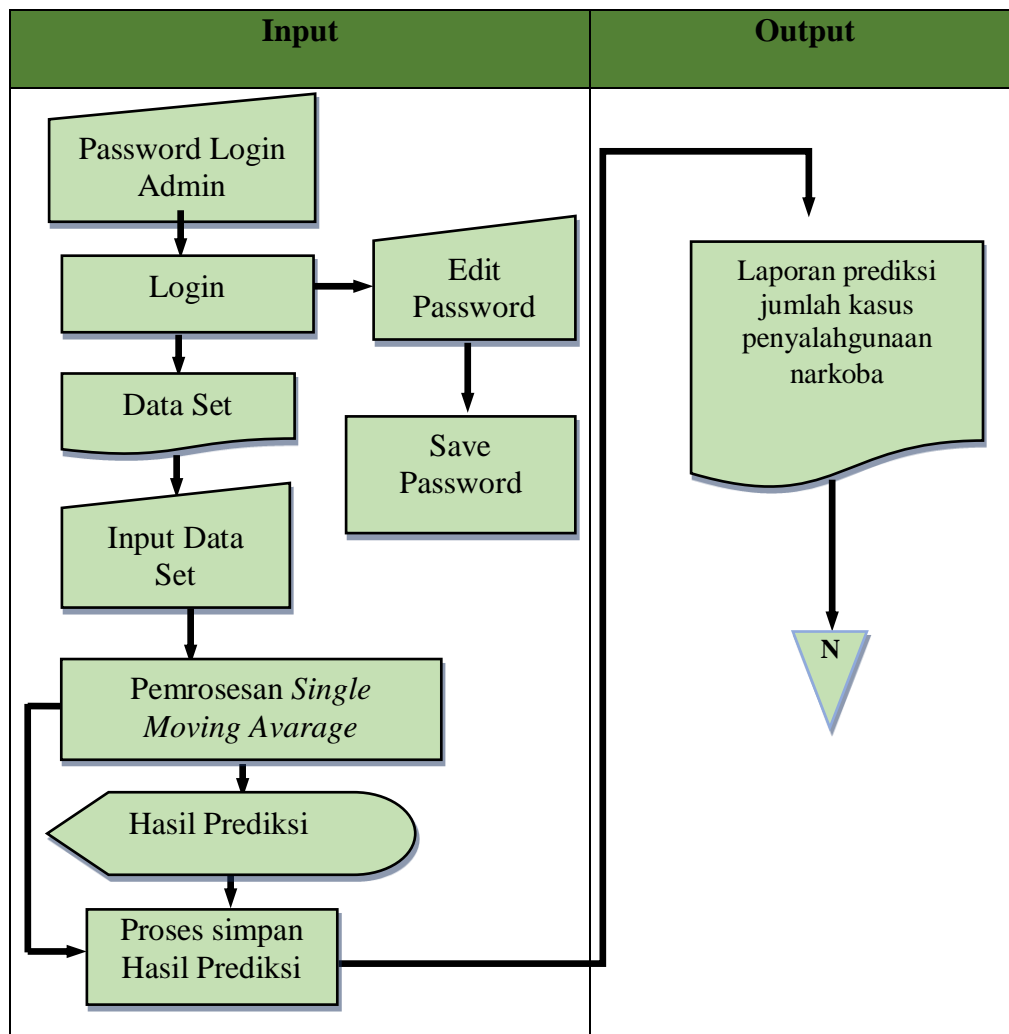 Input
Output
Password Login
Admin
Login
Edit
Password
Data Set
Save
Password
Input Data
Set
Pemrosesan Single
Moving Avarage
Hasil Prediksi
Proses simpan
Hasil Prediksi
Laporan prediksi
jumlah kasus
penyalahgunaan
narkoba
N